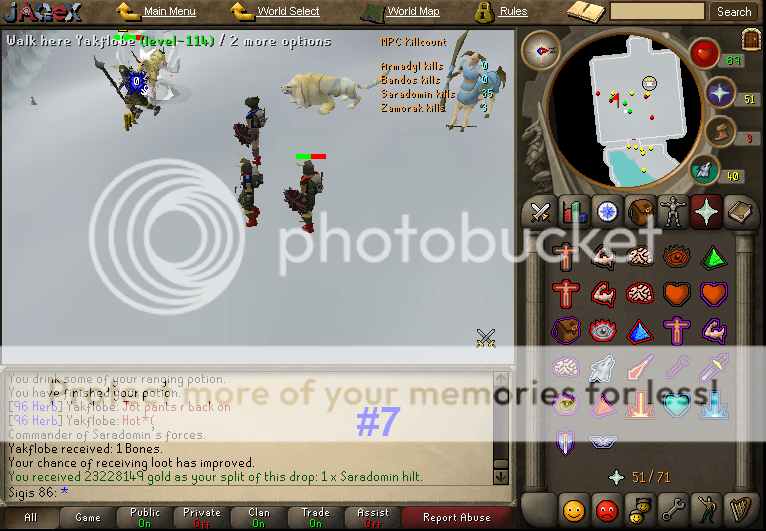 JAGEX
Main Menu
World Select
World Map
Rules
Search
Walk here Yakflobe (level-114) / 2 more options
NPC Killcount
Armadyl kills 0
Bandos kills 0
Saradomin kills 35
Zamorak kills 3
0
89
51
40
photobucket
Protect more of your memories for less!
You drink some of your ranging potion.
You have finished your potion.
[96 Herb] Yakflobe: Jot pants r back on
[96 Herb] Yakflobe: Hot*(
Commander of Saradomin's forces.
Yakflobe received: 1 Bones.
Your chance of receiving loot has improved.
You received 23228149 gold as your split of this drop: 1 x Saradomin hilt.
Sigis 86: *
#7
51 / 71
All
Game
Public
On
Private
Off
Clan
On
Trade
On
Assist
Off
Report Abuse